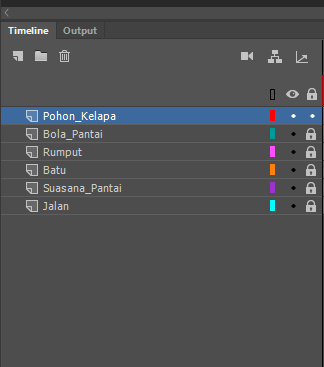 Timeline Output
Pohon_Kelapa
Bola_Pantai
Rumput
Batu
Suasana_Pantai
Jalan